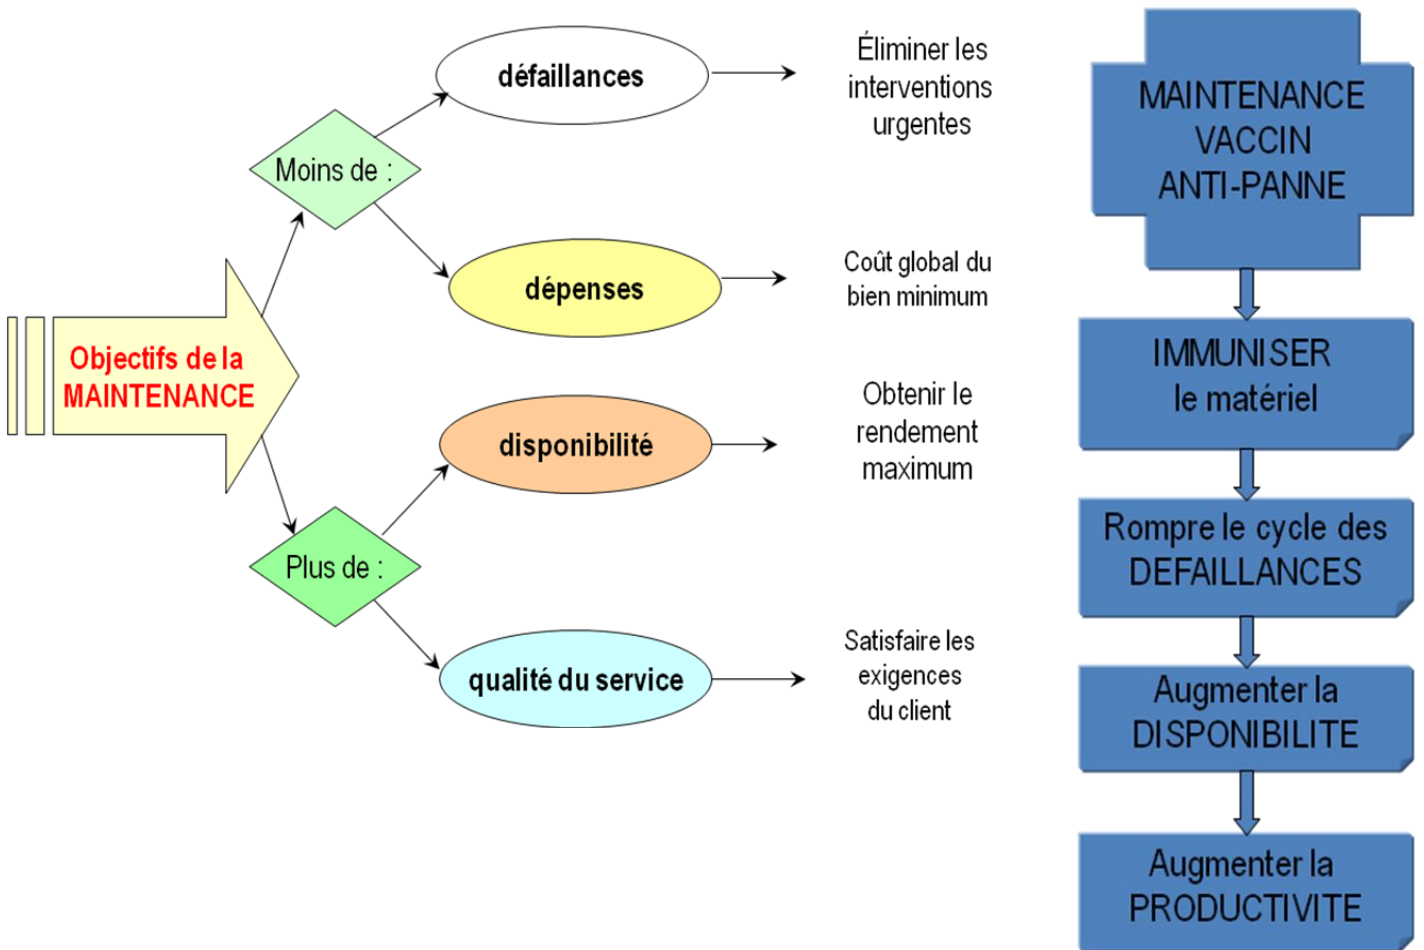 Objectifs de la
MAINTENANCE
Moins de :
défaillances
Éliminer les
interventions
urgentes
dépenses
Coût global du
bien minimum
Plus de :
disponibilité
Obtenir le
rendement
maximum
qualité du service
Satisfaire les
exigences
du client
MAINTENANCE
VACCIN
ANTI-PANNE
IMMUNISER
le matériel
Rompre le cycle des
DEFAILLANCES
Augmenter la
DISPONIBILITE
Augmenter la
PRODUCTIVITE